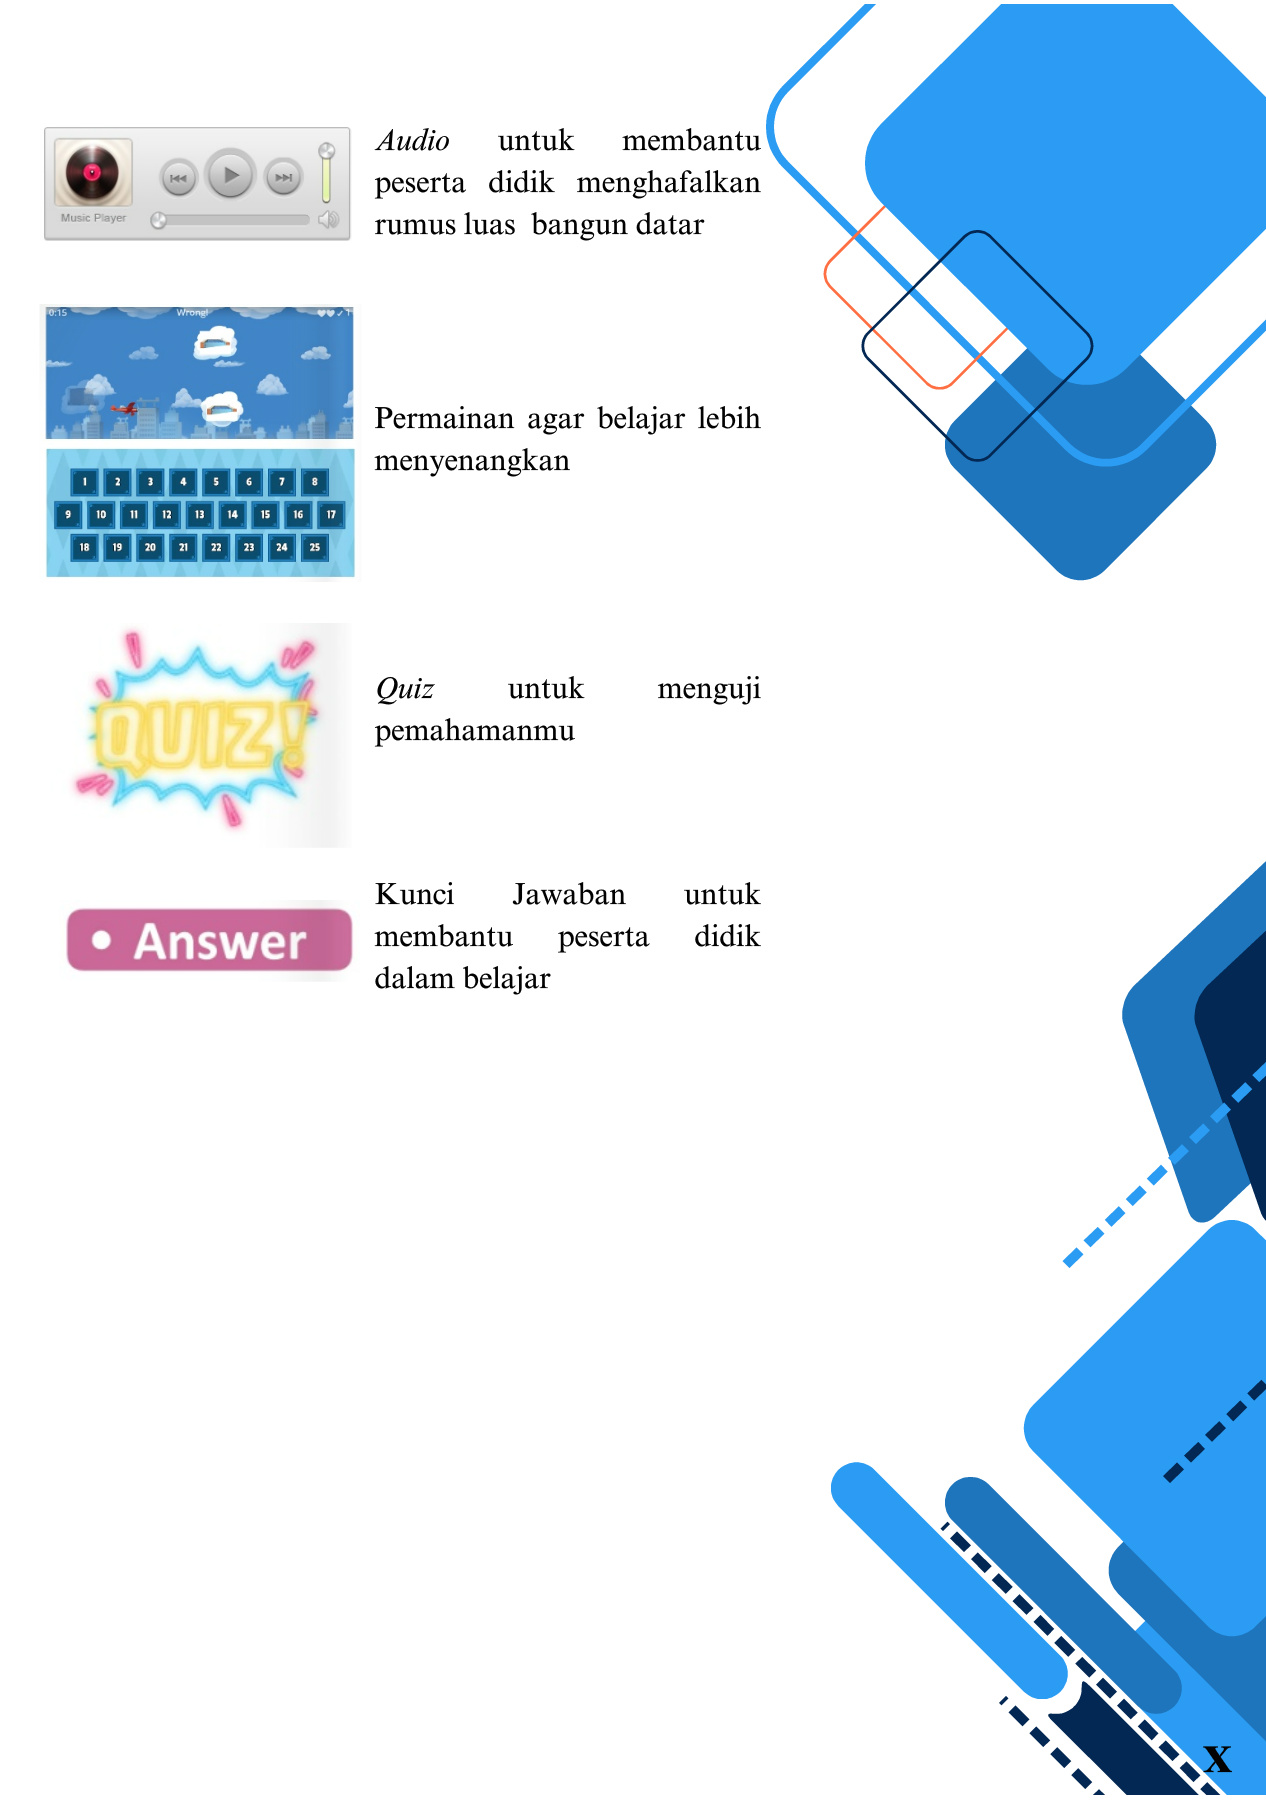 Audio untuk membantu
peserta didik menghafalkan
rumus luas bangun datar
Music Player
0:15 Wrong! 1
Permainan agar belajar lebih
menyenangkan
1 2 3 4 5 6 7 8
9 10 11 12 13 14 15 16 17
18 19 20 21 22 23 24 25
QUIZ!
Quiz untuk menguji
pemahamanmu
Kunci Jawaban untuk
membantu peserta didik
dalam belajar
• Answer
x